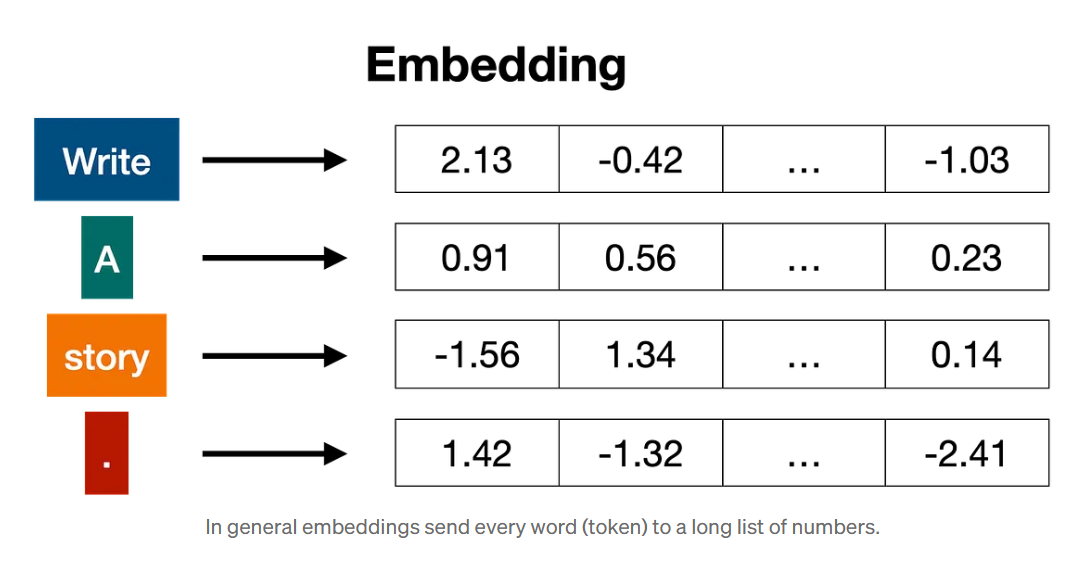 Embedding
Write 2.13 -0.42 ... -1.03
A 0.91 0.56 ... 0.23
story -1.56 1.34 ... 0.14
. 1.42 -1.32 ... -2.41
In general embeddings send every word (token) to a long list of numbers.